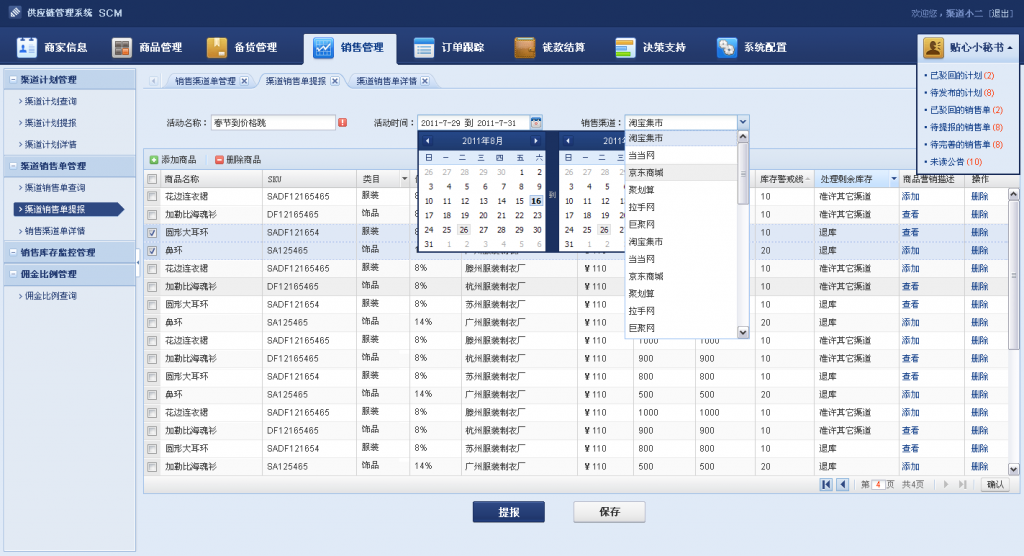 供应链管理系统 SCM
欢迎您，渠道小二 [退出]
商家信息 商品管理 备货管理 销售管理 订单跟踪 账款结算 决策支持 系统配置 贴心小秘书
已驳回的计划 (2)
待发布的计划 (8)
已驳回的销售单 (2)
待提报的销售单 (8)
待完善的销售单 (8)
未读公告 (10)
渠道计划管理
渠道计划查询
渠道计划提报
渠道计划详情
渠道销售单管理
渠道销售单查询
渠道销售单提报
销售渠道单详情
销售库存监控管理
佣金比例管理
佣金比例查询
销售渠道单管理 渠道销售单提报 渠道销售单详情
活动名称： 春节到价格跳 活动时间： 2011-7-29 到 2011-7-31 销售渠道： 淘宝集市
2011年8月
日 一 二 三 四 五 六
26 27 28 29 30 1 2
3 4 5 6 7 8 9
10 11 12 13 14 15 16
17 18 19 20 21 22 23
24 25 26 27 28 29 30
31 1 2 3 4 5 6
到
日 一 二 三
26 27 28 29
3 4 5 6
10 11 12 13
17 18 19 20
24 25 26 27
31 1 2 3
淘宝集市
当当网
京东商城
聚划算
拉手网
巨聚网
淘宝集市
当当网
京东商城
聚划算
拉手网
巨聚网
添加商品 删除商品
商品名称 SKU 类目 库存警戒线 处理剩余库存 商品营销描述 操作
花边连衣裙 SADF12165465 服装 10 准许其它渠道 添加 删除
加勒比海魂衫 DF12165465 饰品 20 准许其它渠道 查看 删除
圆形大耳环 SADF121654 服装 10 退库 查看 删除
鼻环 SA125465 饰品 20 退库 添加 删除
花边连衣裙 SADF12165465 服装 8% 滕州服装制衣厂 ¥ 110 10 准许其它渠道 添加 删除
加勒比海魂衫 DF12165465 饰品 8% 杭州服装制衣厂 ¥ 110 10 准许其它渠道 查看 删除
圆形大耳环 SADF121654 服装 8% 苏州服装制衣厂 ¥ 110 10 退库 查看 删除
鼻环 SA125465 饰品 14% 广州服装制衣厂 ¥ 110 20 退库 添加 删除
花边连衣裙 SADF12165465 服装 8% 滕州服装制衣厂 ¥ 110 1000 1000 10 准许其它渠道 添加 删除
加勒比海魂衫 DF12165465 饰品 8% 杭州服装制衣厂 ¥ 110 900 900 10 准许其它渠道 查看 删除
圆形大耳环 SADF121654 服装 8% 苏州服装制衣厂 ¥ 110 800 800 10 退库 查看 删除
鼻环 SA125465 饰品 14% 广州服装制衣厂 ¥ 110 500 500 20 退库 添加 删除
花边连衣裙 SADF12165465 服装 8% 滕州服装制衣厂 ¥ 110 1000 1000 10 准许其它渠道 添加 删除
加勒比海魂衫 DF12165465 饰品 8% 杭州服装制衣厂 ¥ 110 900 900 10 准许其它渠道 查看 删除
圆形大耳环 SADF121654 服装 8% 苏州服装制衣厂 ¥ 110 800 800 10 退库 查看 删除
加勒比海魂衫 SA125465 饰品 14% 广州服装制衣厂 ¥ 110 500 500 20 退库 添加 删除
第 4 页 共4页 确认
提报 保存